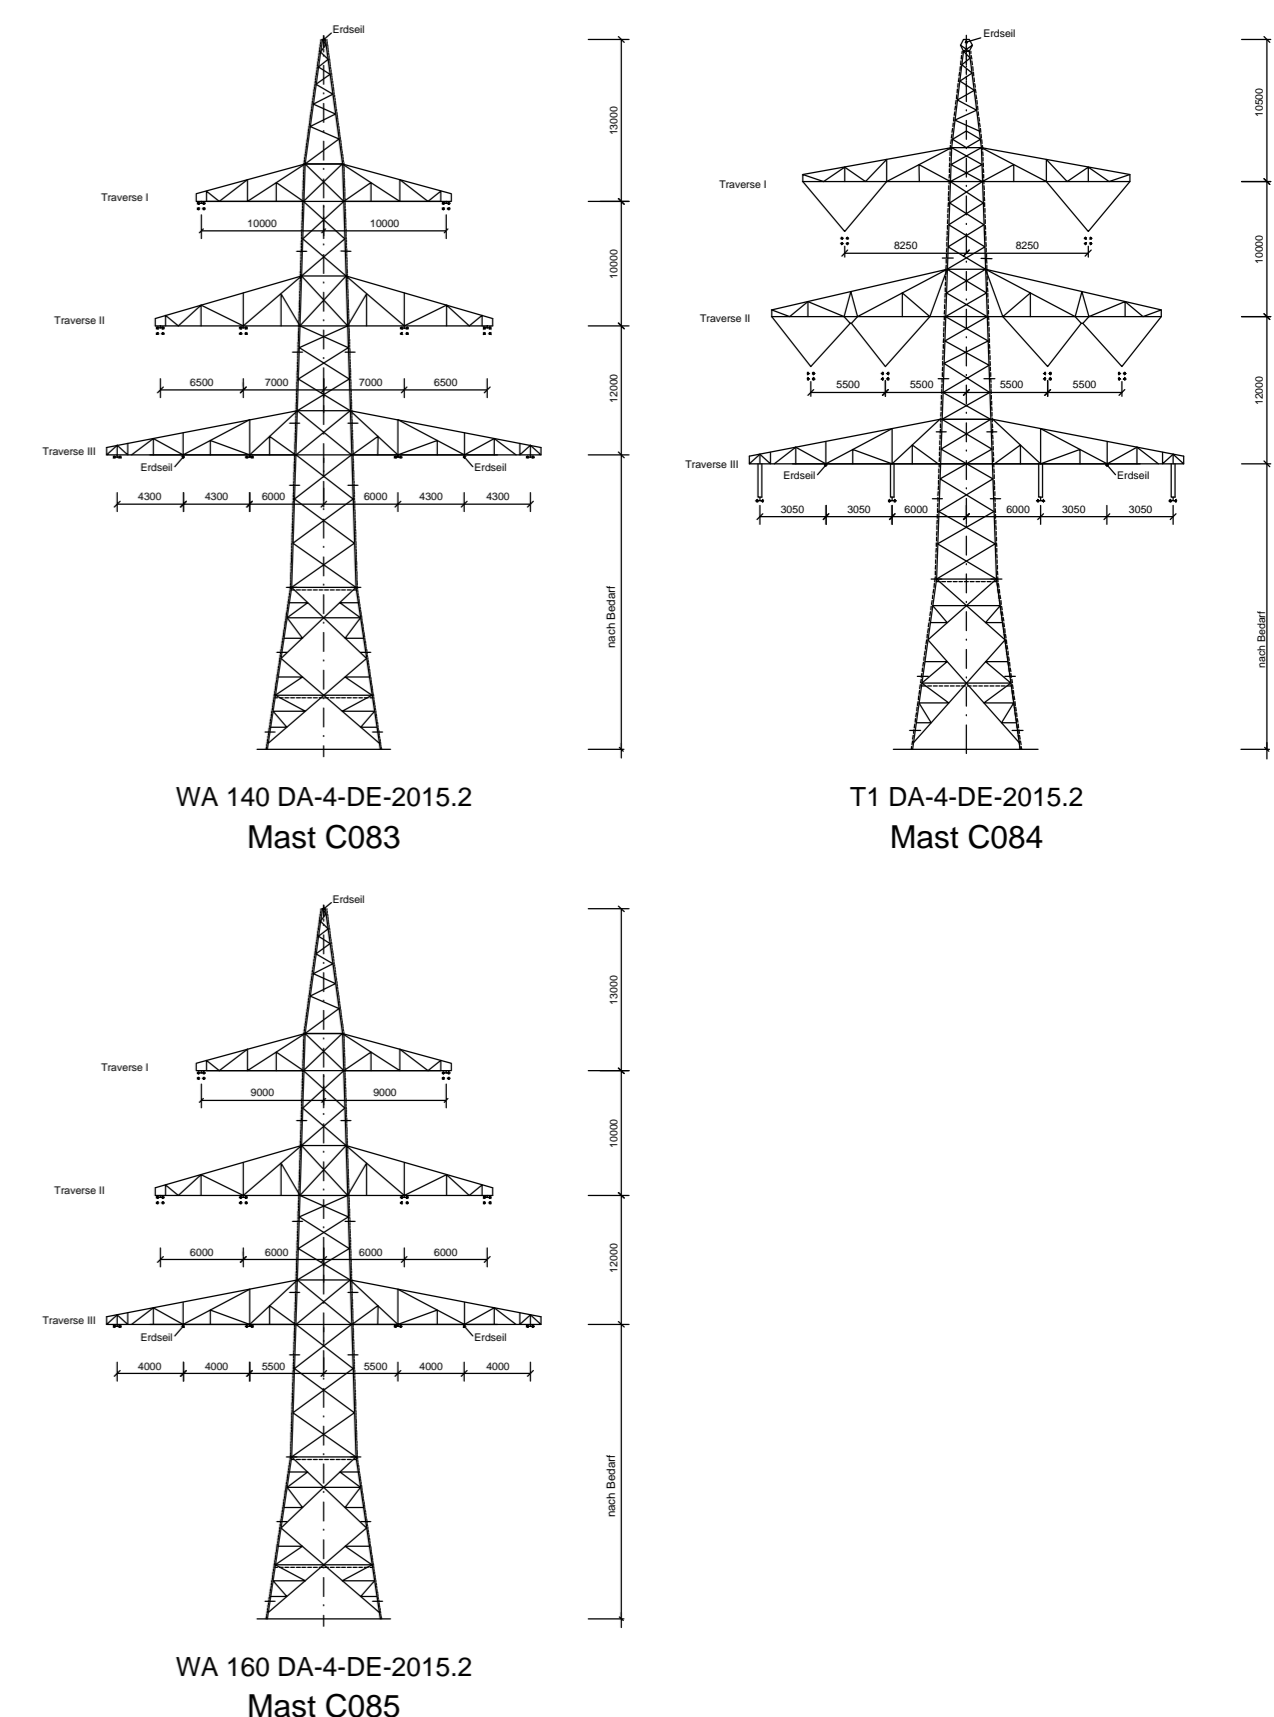 Erdseil
13000
Traverse I
10000 10000
10000
Traverse II
6500 7000 7000 6500
12000
Traverse III
Erdseil Erdseil
4300 4300 6000 6000 4300 4300
nach Bedarf
WA 140 DA-4-DE-2015.2
Mast C083
Erdseil
10500
Traverse I
8250 8250
10000
Traverse II
5500 5500 5500 5500
12000
Traverse III
Erdseil Erdseil
3050 3050 6000 6000 3050 3050
nach Bedarf
T1 DA-4-DE-2015.2
Mast C084
Erdseil
13000
Traverse I
9000 9000
10000
Traverse II
6000 6000 6000 6000
12000
Traverse III
Erdseil Erdseil
4000 4000 5500 5500 4000 4000
nach Bedarf
WA 160 DA-4-DE-2015.2
Mast C085